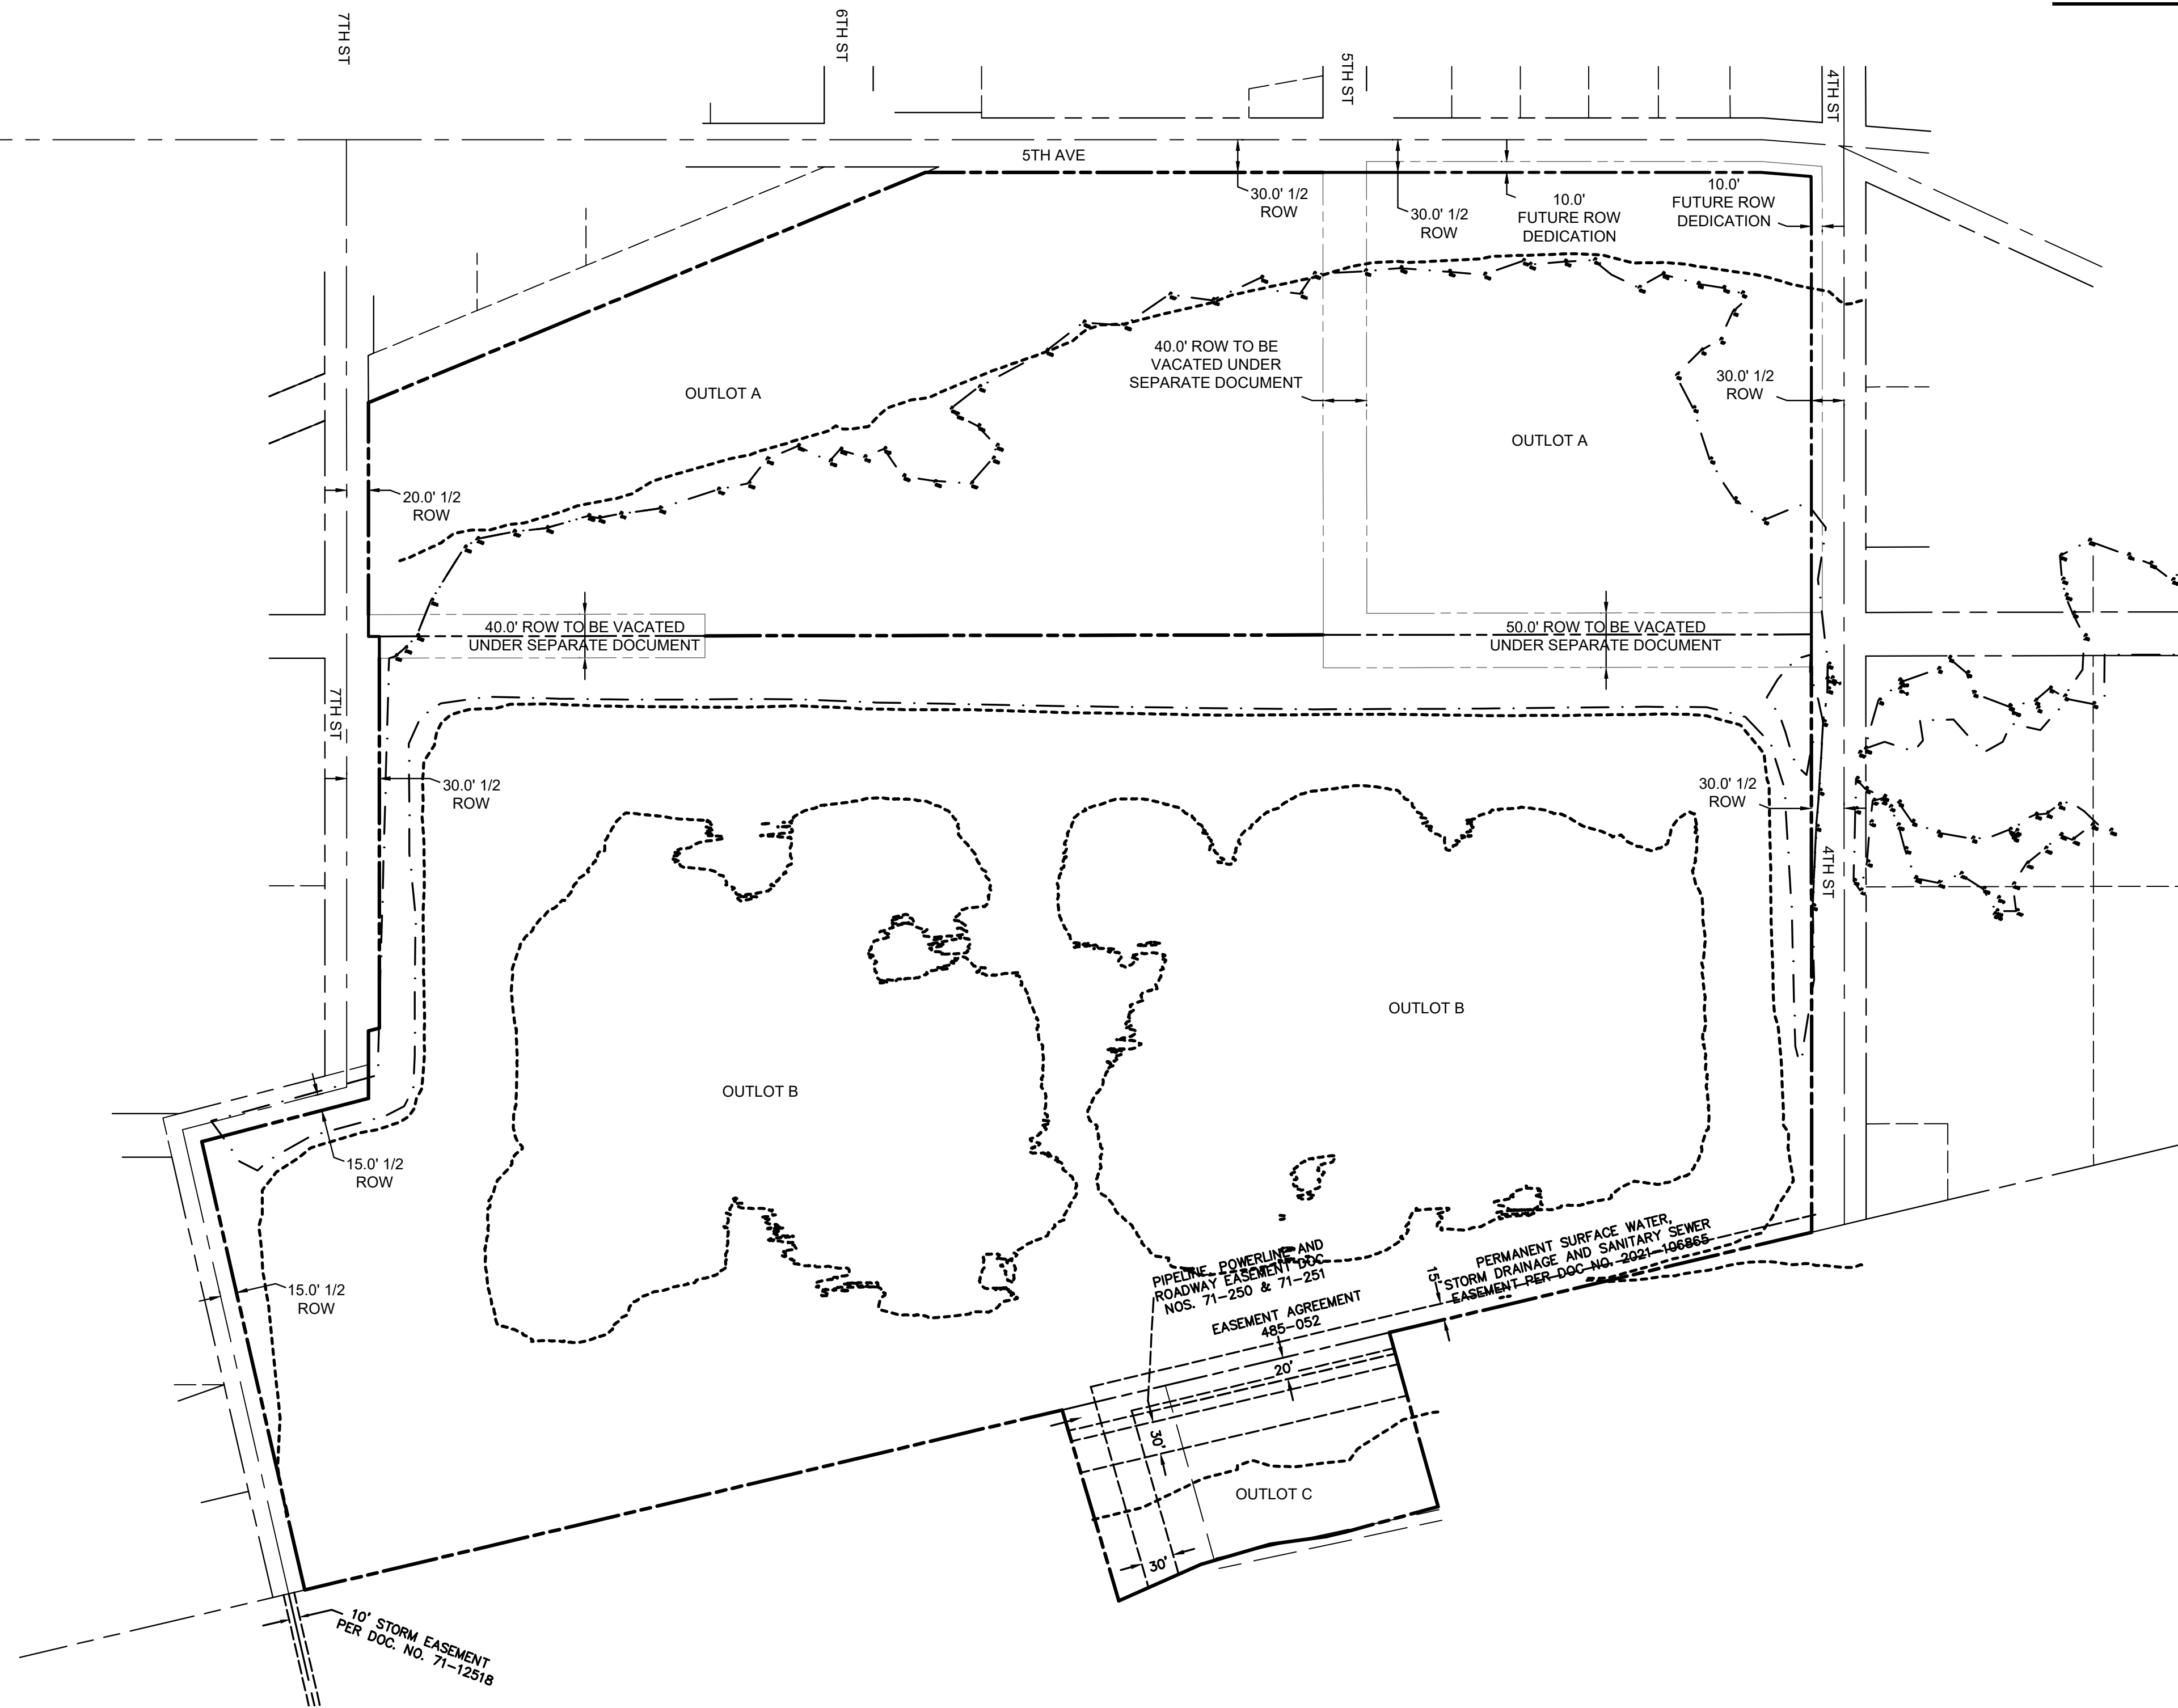 7TH ST
6TH ST
5TH ST
4TH ST
5TH AVE
30.0' 1/2
ROW
30.0' 1/2
ROW
10.0'
FUTURE ROW
DEDICATION
10.0'
FUTURE ROW
DEDICATION
40.0' ROW TO BE
VACATED UNDER
SEPARATE DOCUMENT
30.0' 1/2
ROW
OUTLOT A
OUTLOT A
20.0' 1/2
ROW
40.0' ROW TO BE VACATED
UNDER SEPARATE DOCUMENT
50.0' ROW TO BE VACATED
UNDER SEPARATE DOCUMENT
7TH ST
30.0' 1/2
ROW
30.0' 1/2
ROW
4TH ST
OUTLOT B
OUTLOT B
15.0' 1/2
ROW
15.0' 1/2
ROW
PIPELINE, POWERLINE AND
ROADWAY EASEMENT DOC
NOS. 71-250 & 71-251
EASEMENT AGREEMENT
485-052
15'
PERMANENT SURFACE WATER,
STORM DRAINAGE AND SANITARY SEWER
EASEMENT PER DOC NO. 2021-106865
20'
30'
OUTLOT C
30'
10' STORM EASEMENT
PER DOC. NO. 71-12518